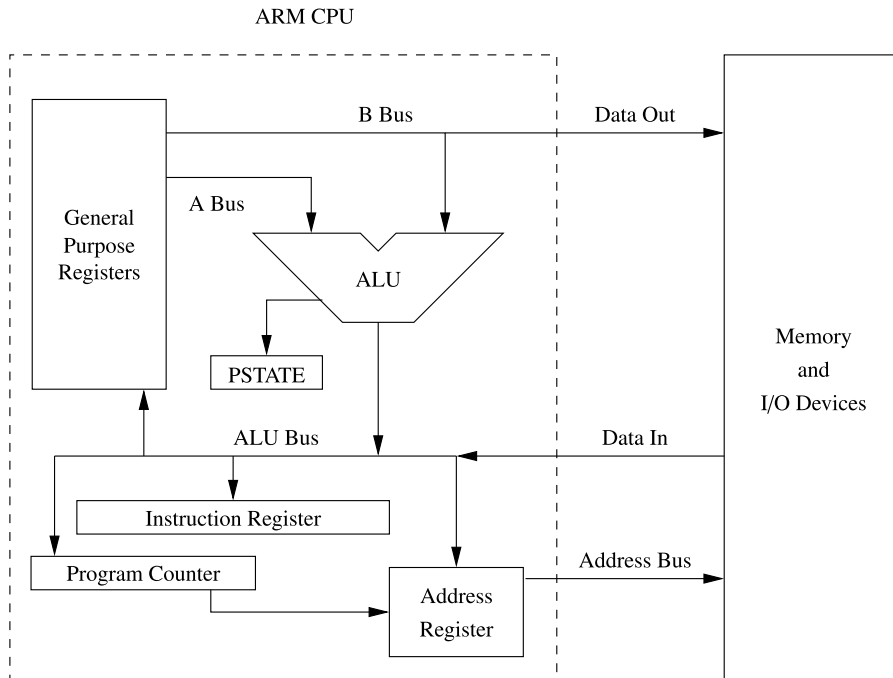 ARM CPU
B Bus
Data Out
A Bus
General
Purpose
Registers
ALU
Memory
and
I/O Devices
PSTATE
ALU Bus
Data In
Instruction Register
Program Counter
Address Bus
Address
Register